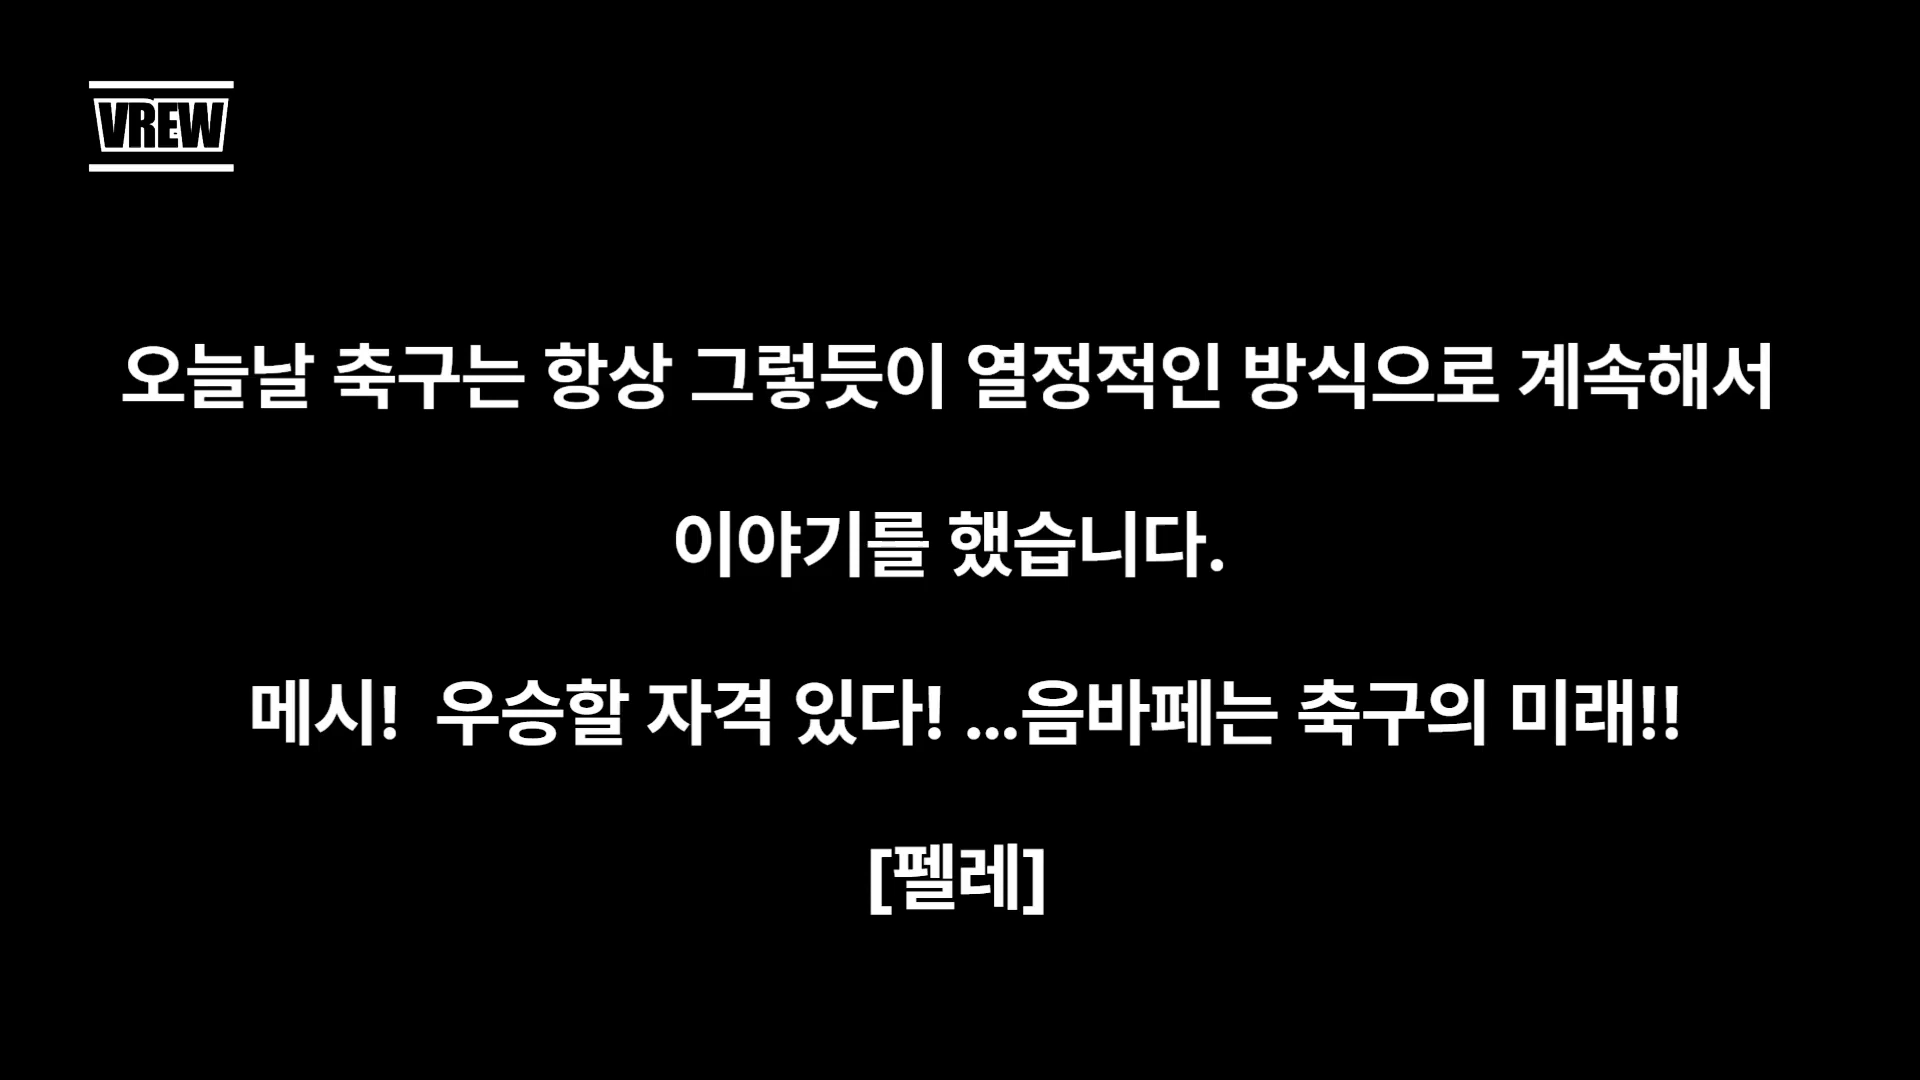 VREW
오늘날 축구는 항상 그렇듯이 열정적인 방식으로 계속해서
이야기를 했습니다.
메시!  우승할 자격 있다! ...음바페는 축구의 미래!!
[펠레]